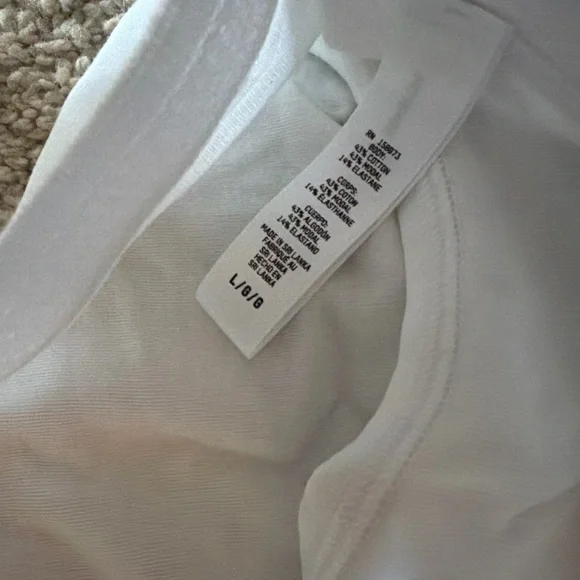 RN 158873
BODY:
43% COTTON
43% MODAL
14% ELASTANE
CORPS:
43% COTON
43% MODAL
14% ELASTHANNE
CUERPO:
43% ALGODÓN
43% MODAL
14% ELASTANO
MADE IN SRI LANKA
FABRIQUÉ AU
SRI LANKA
HECHO EN
SRI LANKA
L/G/G